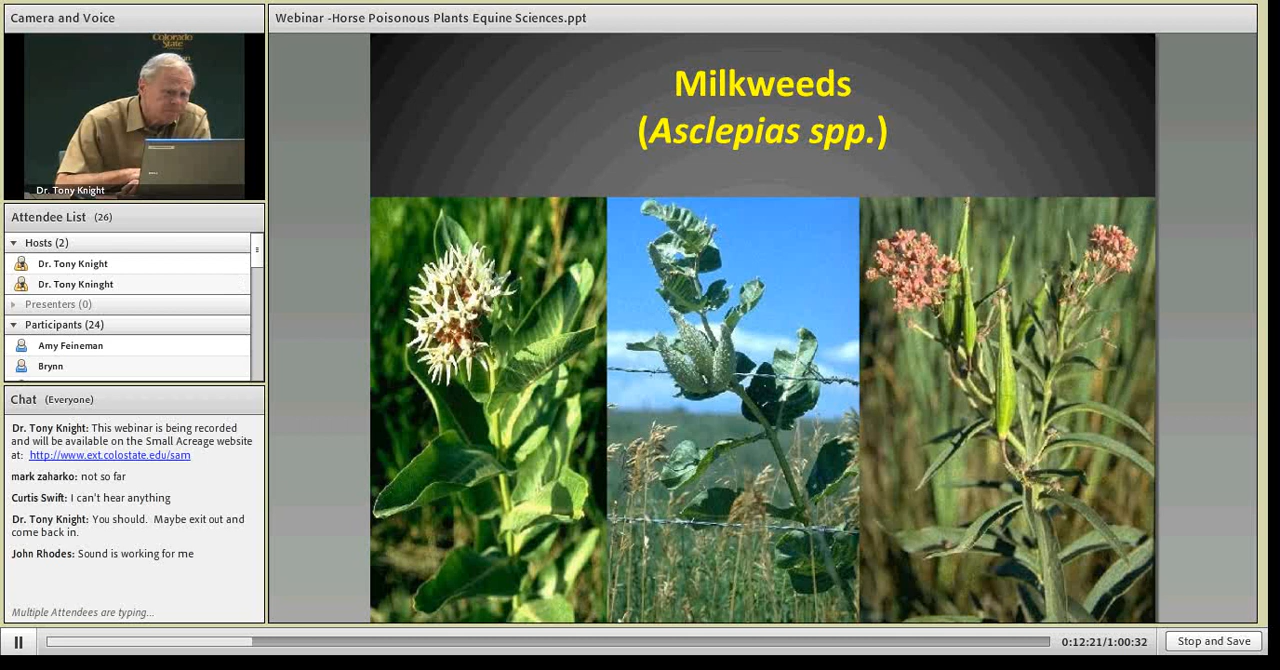 Camera and Voice
Colorado
State
Dr. Tony Knight
Attendee List (26)
Hosts (2)
Dr. Tony Knight
Dr. Tony Kninght
Presenters (0)
Participants (24)
Amy Feineman
Brynn
Chat (Everyone)
Dr. Tony Knight: This webinar is being recorded
and will be available on the Small Acreage website
at: http://www.ext.colostate.edu/sam
mark zaharko: not so far
Curtis Swift: I can't hear anything
Dr. Tony Knight: You should. Maybe exit out and
come back in.
John Rhodes: Sound is working for me
Multiple Attendees are typing...
Webinar -Horse Poisonous Plants Equine Sciences.ppt
Milkweeds
(Asclepias spp.)
0:12:21/1:00:32
Stop and Save